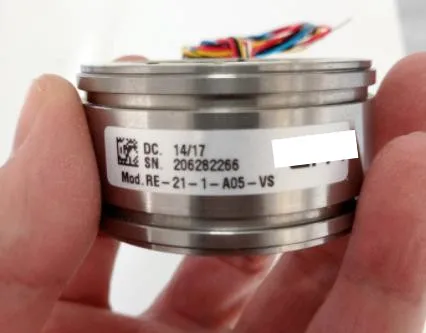 DC. 14/17
SN. 206282266
Mod.RE-21-1-A05-VS